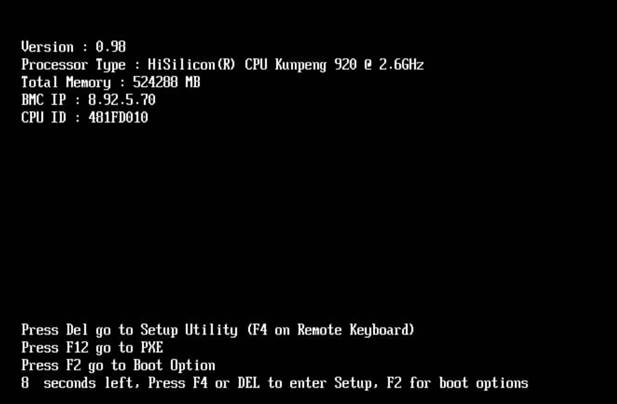 Version : 0.98
Processor Type : HiSilicon(R) CPU Kunpeng 920 @ 2.6GHz
Total Memory : 524288 MB
BMC IP : 8.92.5.70
CPU ID : 481FD010
Press Del go to Setup Utility (F4 on Remote Keyboard)
Press F12 go to PXE
Press F2 go to Boot Option
8 seconds left, Press F4 or DEL to enter Setup, F2 for boot options